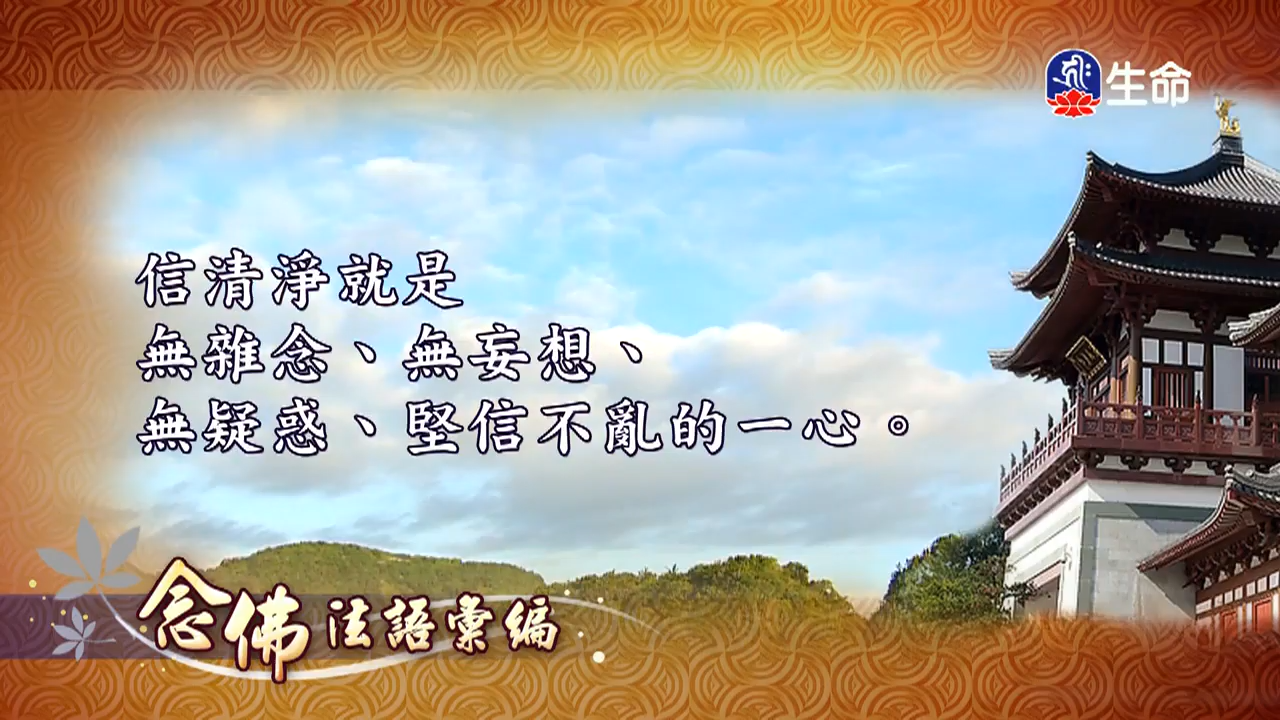 生命
信清淨就是
無雜念、無妄想、
無疑惑、堅信不亂的一心。
念佛法語彙編